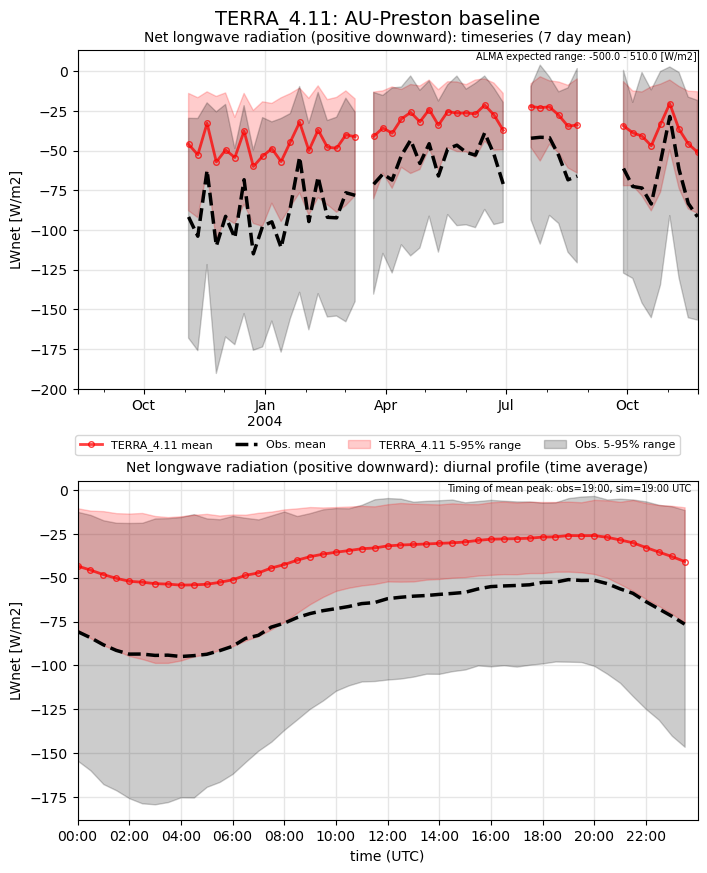 TERRA_4.11: AU-Preston baseline
Net longwave radiation (positive downward): timeseries (7 day mean)
ALMA expected range: -500.0 - 510.0 [W/m2]
0
−25
−50
−75
−100
−125
−150
−175
−200
LWnet [W/m2]
Oct
Jan
2004
Apr
Jul
Oct
TERRA_4.11 mean
Obs. mean
TERRA_4.11 5-95% range
Obs. 5-95% range
Net longwave radiation (positive downward): diurnal profile (time average)
Timing of mean peak: obs=19:00, sim=19:00 UTC
0
−25
−50
−75
−100
−125
−150
−175
LWnet [W/m2]
00:00
02:00
04:00
06:00
08:00
10:00
12:00
14:00
16:00
18:00
20:00
22:00
time (UTC)